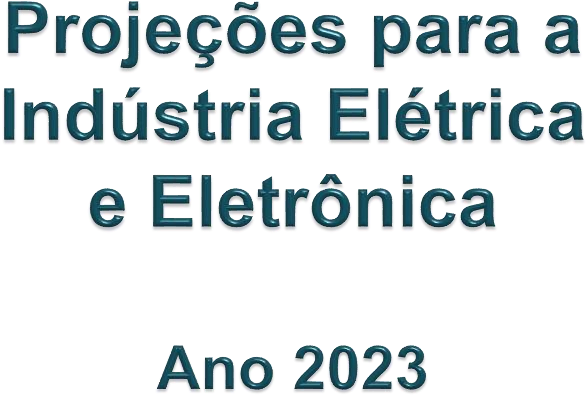 Projeções para a
Indústria Elétrica
e Eletrônica
Ano 2023